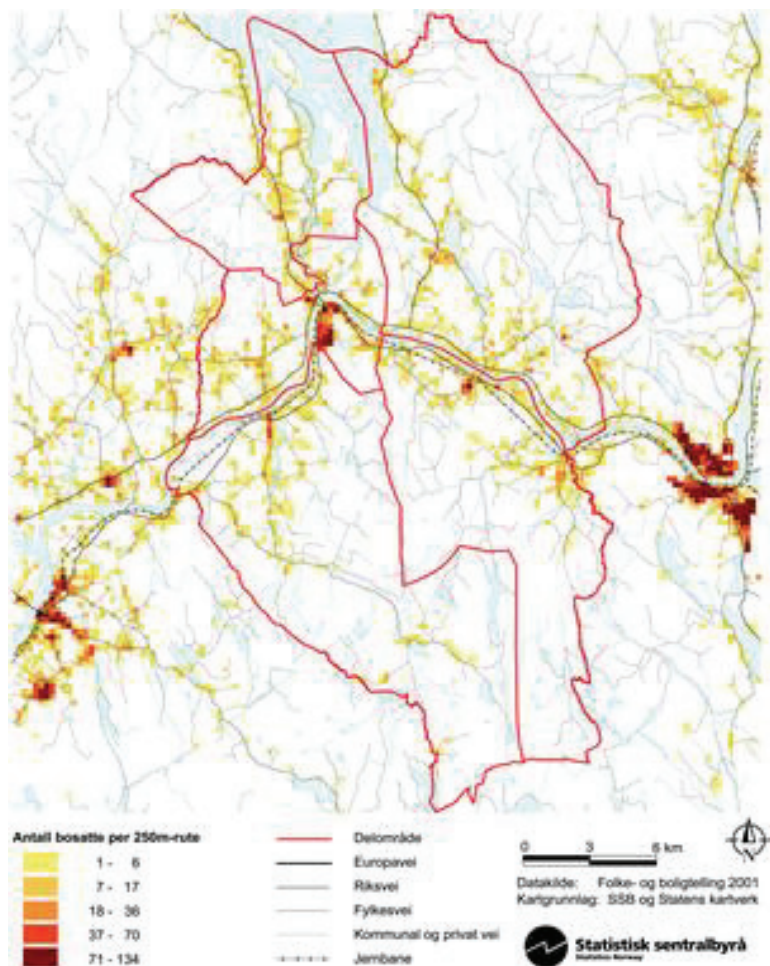 Antall bosatte per 250m-rute
1 - 6
7 - 17
18 - 36
37 - 70
71 - 134
Delområde
Europavei
Riksvei
Fylkesvei
Kommunal og privat vei
Jernbane
0 3 6 km
Datakilde: Folke- og boligtelling 2001
Kartgrunnlag: SSB og Statens kartverk
Statistisk sentralbyrå
Statistics Norway